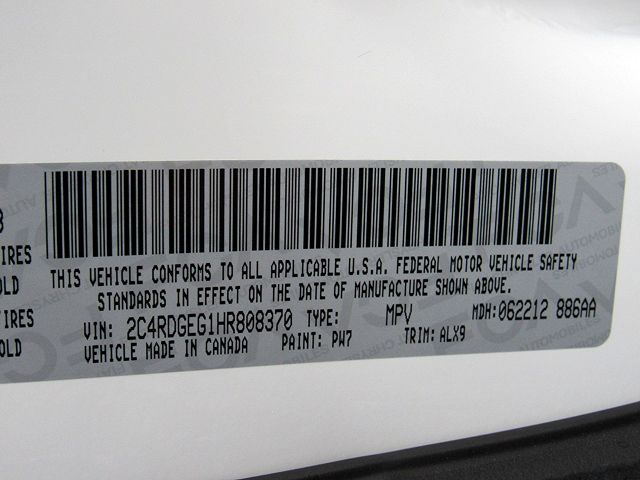 3
TIRES
THIS VEHICLE CONFORMS TO ALL APPLICABLE U.S.A. FEDERAL MOTOR VEHICLE SAFETY
OLD
STANDARDS IN EFFECT ON THE DATE OF MANUFACTURE SHOWN ABOVE.
IRES
VIN: 2C4RDGEG1HR808370 TYPE: MPV MDH: 062212 886AA
OLD
VEHICLE MADE IN CANADA PAINT: PW7 TRIM: ALX9